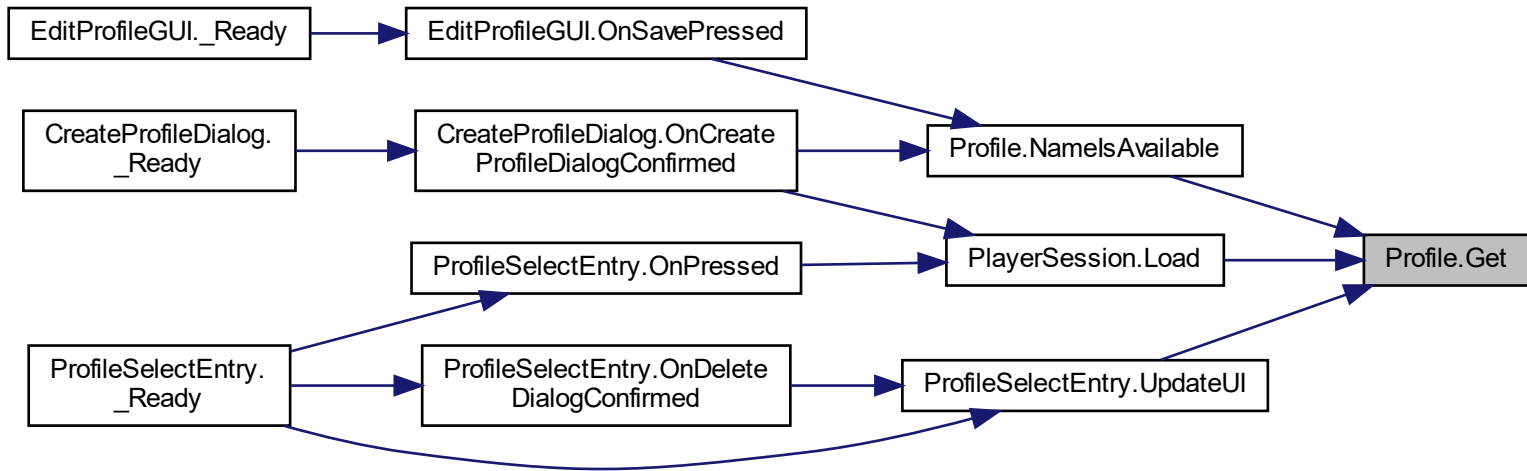 EditProfileGUI._Ready
EditProfileGUI.OnSavePressed
CreateProfileDialog.
_Ready
CreateProfileDialog.OnCreate
ProfileDialogConfirmed
Profile.NameIsAvailable
ProfileSelectEntry.OnPressed
PlayerSession.Load
Profile.Get
ProfileSelectEntry.
_Ready
ProfileSelectEntry.OnDelete
DialogConfirmed
ProfileSelectEntry.UpdateUI